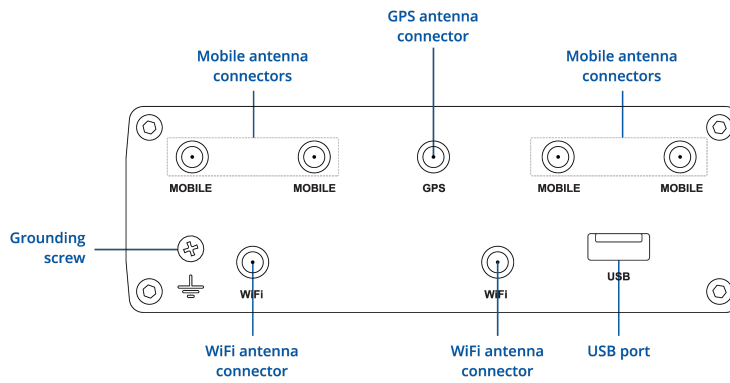 GPS antenna
connector
Mobile antenna
connectors
Mobile antenna
connectors
MOBILE
MOBILE
GPS
MOBILE
MOBILE
Grounding
screw
WiFi
WiFi
USB
WiFi antenna
connector
WiFi antenna
connector
USB port